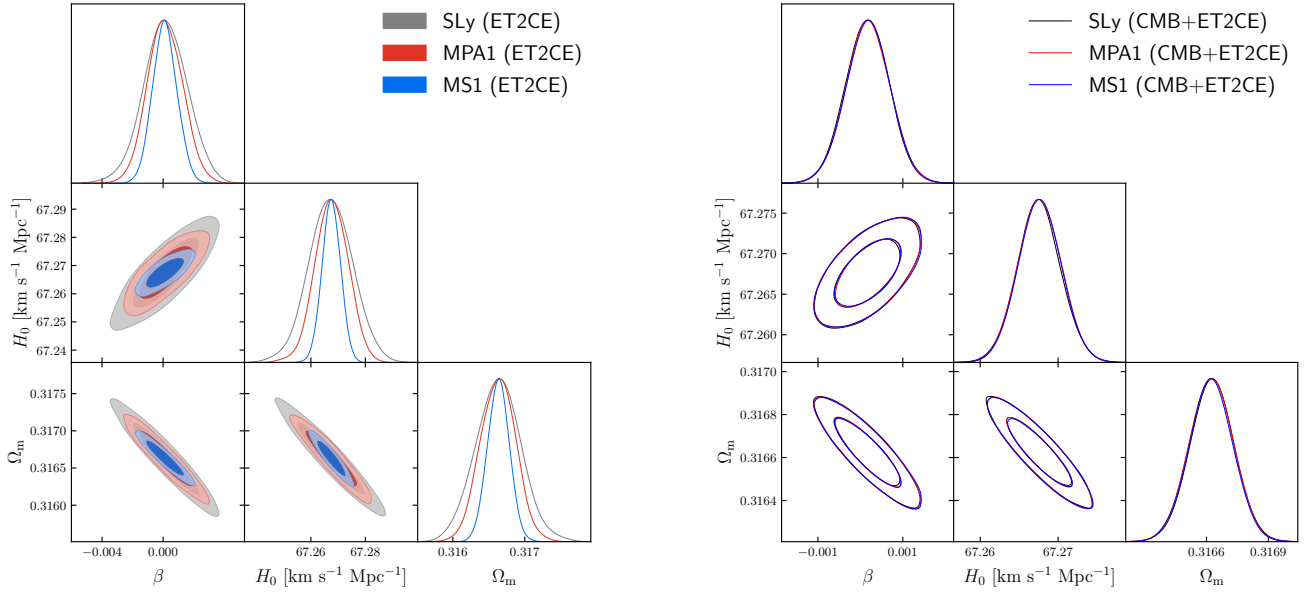 SLy (ET2CE)
MPA1 (ET2CE)
MS1 (ET2CE)
67.29
67.28
67.27
67.26
67.25
67.24
H₀ [km s⁻¹ Mpc⁻¹]
0.3175
0.3170
0.3165
0.3160
Ωₘ
−0.004 0.000
67.26 67.28
0.316 0.317
β
H₀ [km s⁻¹ Mpc⁻¹]
Ωₘ
SLy (CMB+ET2CE)
MPA1 (CMB+ET2CE)
MS1 (CMB+ET2CE)
67.275
67.270
67.265
67.260
H₀ [km s⁻¹ Mpc⁻¹]
0.3170
0.3168
0.3166
0.3164
Ωₘ
−0.001 0.001
67.26 67.27
0.3166 0.3169
β
H₀ [km s⁻¹ Mpc⁻¹]
Ωₘ